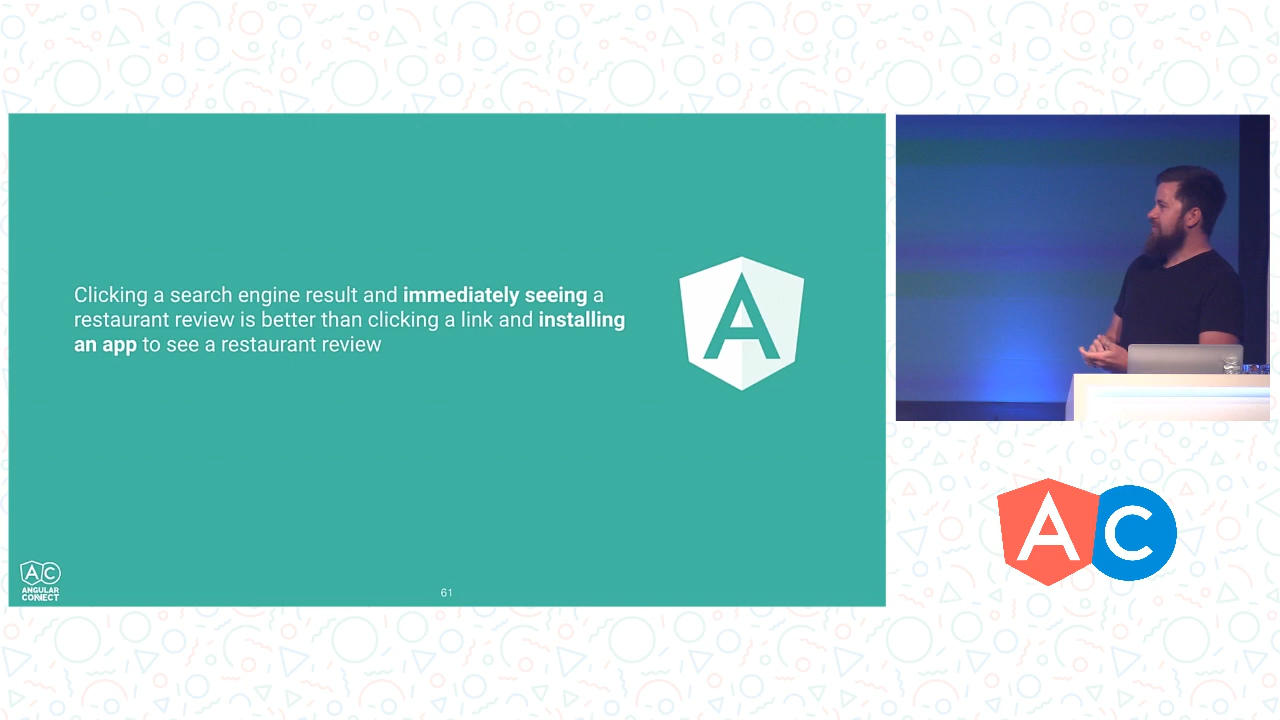 Clicking a search engine result and immediately seeing a
restaurant review is better than clicking a link and installing
an app to see a restaurant review
A
AC
ANGULAR
CONNECT
61
AC